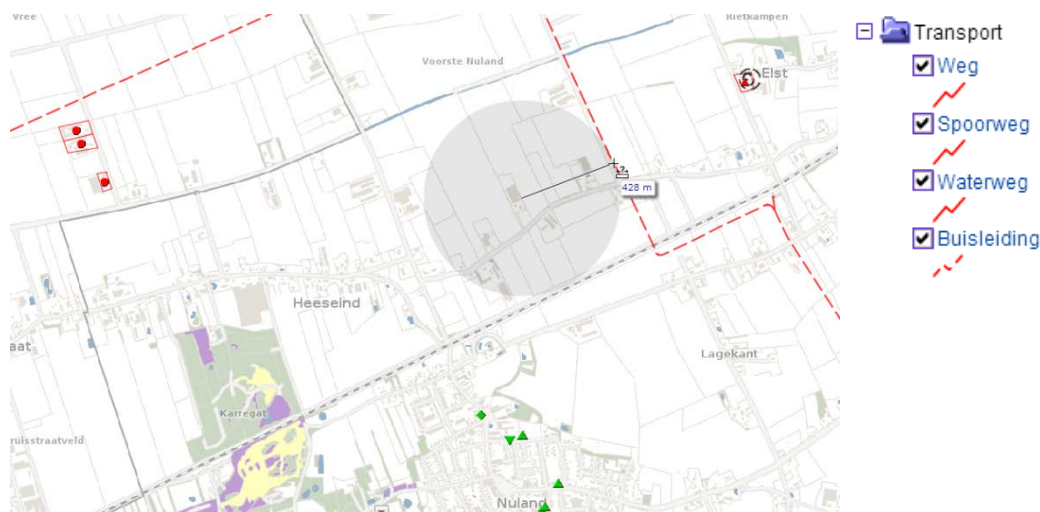 Vree
Rietkampen
Voorste Nuland
Elst
428 m
Heeseind
Lagekant
aat
Karregat
ruisstraatveld
Nuland
Transport
Weg
Spoorweg
Waterweg
Buisleiding